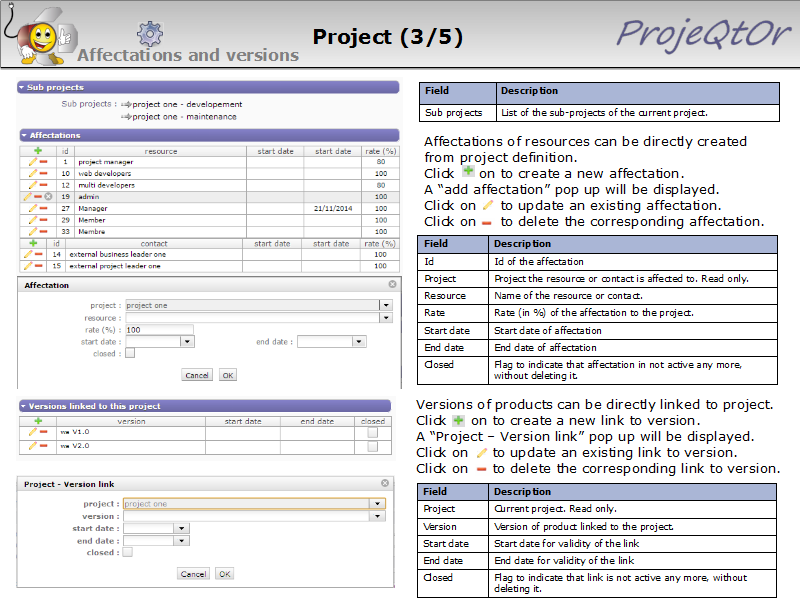 Project (3/5)
ProjeQtOr
Affectations and versions
Sub projects
Sub projects : project one - developement
project one - maintenance
Affectations
id resource start date start date rate (%)
1 project manager 80
10 web developers 100
12 multi developers 80
19 admin 100
27 Manager 21/11/2014 100
29 Member 100
33 Membre 100
id contact start date start date rate (%)
14 external business leader one 100
15 external project leader one 100
Affectation
project : project one
resource :
rate (%) : 100
start date : end date :
closed :
Cancel OK
Versions linked to this project
version start date end date closed
we V1.0
we V2.0
Project - Version link
project : project one
version :
start date :
end date :
closed :
Cancel OK
Field Description
Sub projects List of the sub-projects of the current project.
Affectations of resources can be directly created
from project definition.
Click on to create a new affectation.
A “add affectation” pop up will be displayed.
Click on to update an existing affectation.
Click on to delete the corresponding affectation.
Field Description
Id Id of the affectation
Project Project the resource or contact is affected to. Read only.
Resource Name of the resource or contact.
Rate Rate (in %) of the affectation to the project.
Start date Start date of affectation
End date End date of affectation
Closed Flag to indicate that affectation in not active any more,
without deleting it.
Versions of products can be directly linked to project.
Click on to create a new link to version.
A “Project – Version link” pop up will be displayed.
Click on to update an existing link to version.
Click on to delete the corresponding link to version.
Field Description
Project Current project. Read only.
Version Version of product linked to the project.
Start date Start date for validity of the link
End date End date for validity of the link
Closed Flag to indicate that link is not active any more, without
deleting it.